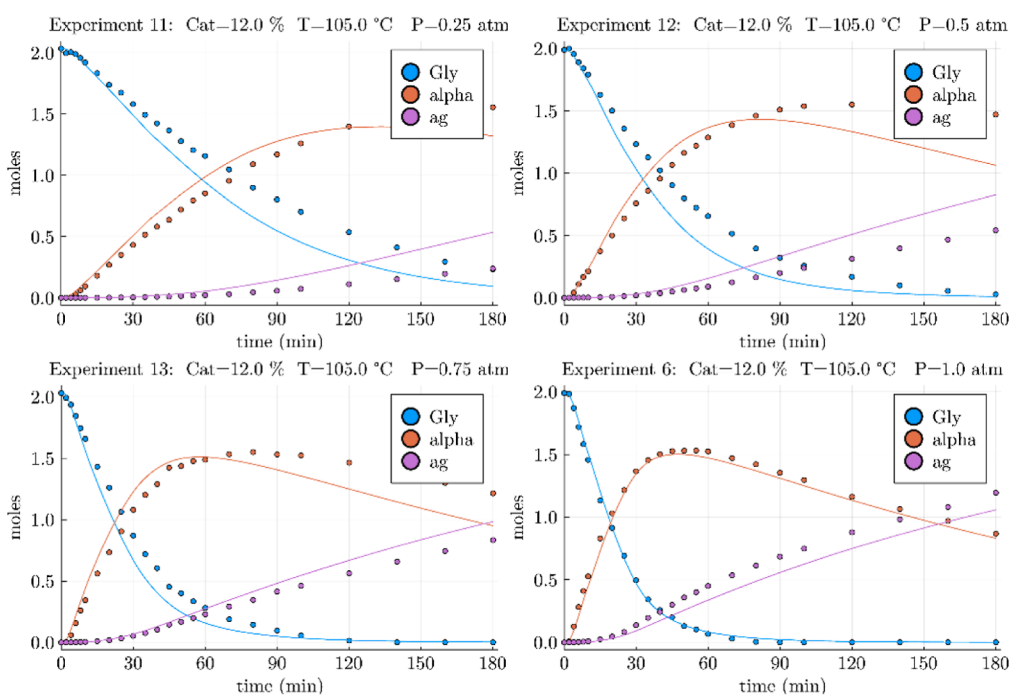 Experiment 11: Cat=12.0 % T=105.0 °C P=0.25 atm
2.0
1.5
1.0
0.5
0.0
moles
Gly
alpha
ag
0 30 60 90 120 150 180
time (min)
Experiment 12: Cat=12.0 % T=105.0 °C P=0.5 atm
2.0
1.5
1.0
0.5
0.0
moles
Gly
alpha
ag
0 30 60 90 120 150 180
time (min)
Experiment 13: Cat=12.0 % T=105.0 °C P=0.75 atm
2.0
1.5
1.0
0.5
0.0
moles
Gly
alpha
ag
0 30 60 90 120 150 180
time (min)
Experiment 6: Cat=12.0 % T=105.0 °C P=1.0 atm
2.0
1.5
1.0
0.5
0.0
moles
Gly
alpha
ag
0 30 60 90 120 150 180
time (min)